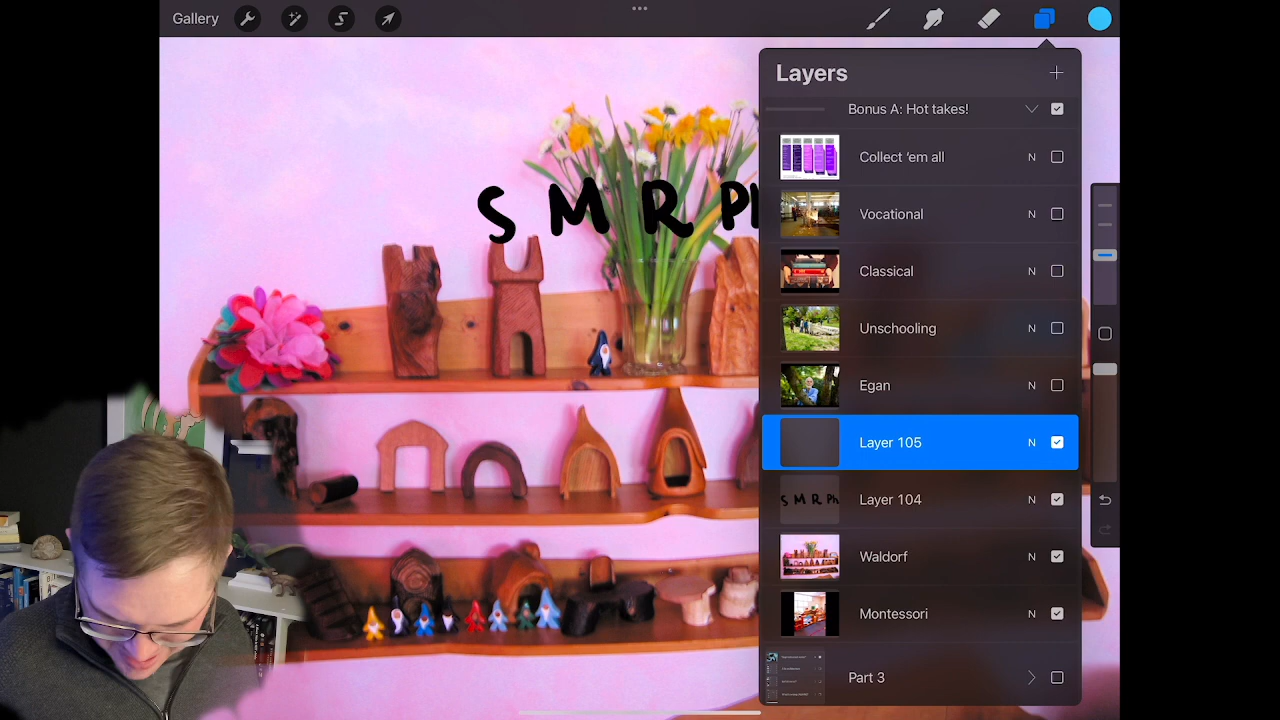 Gallery
Layers
Bonus A: Hot takes!
Collect ‘em all N
Vocational N
Classical N
Unschooling N
Egan N
Layer 105 N
Layer 104 N
Waldorf N
Montessori N
Part 3
S M R Ph